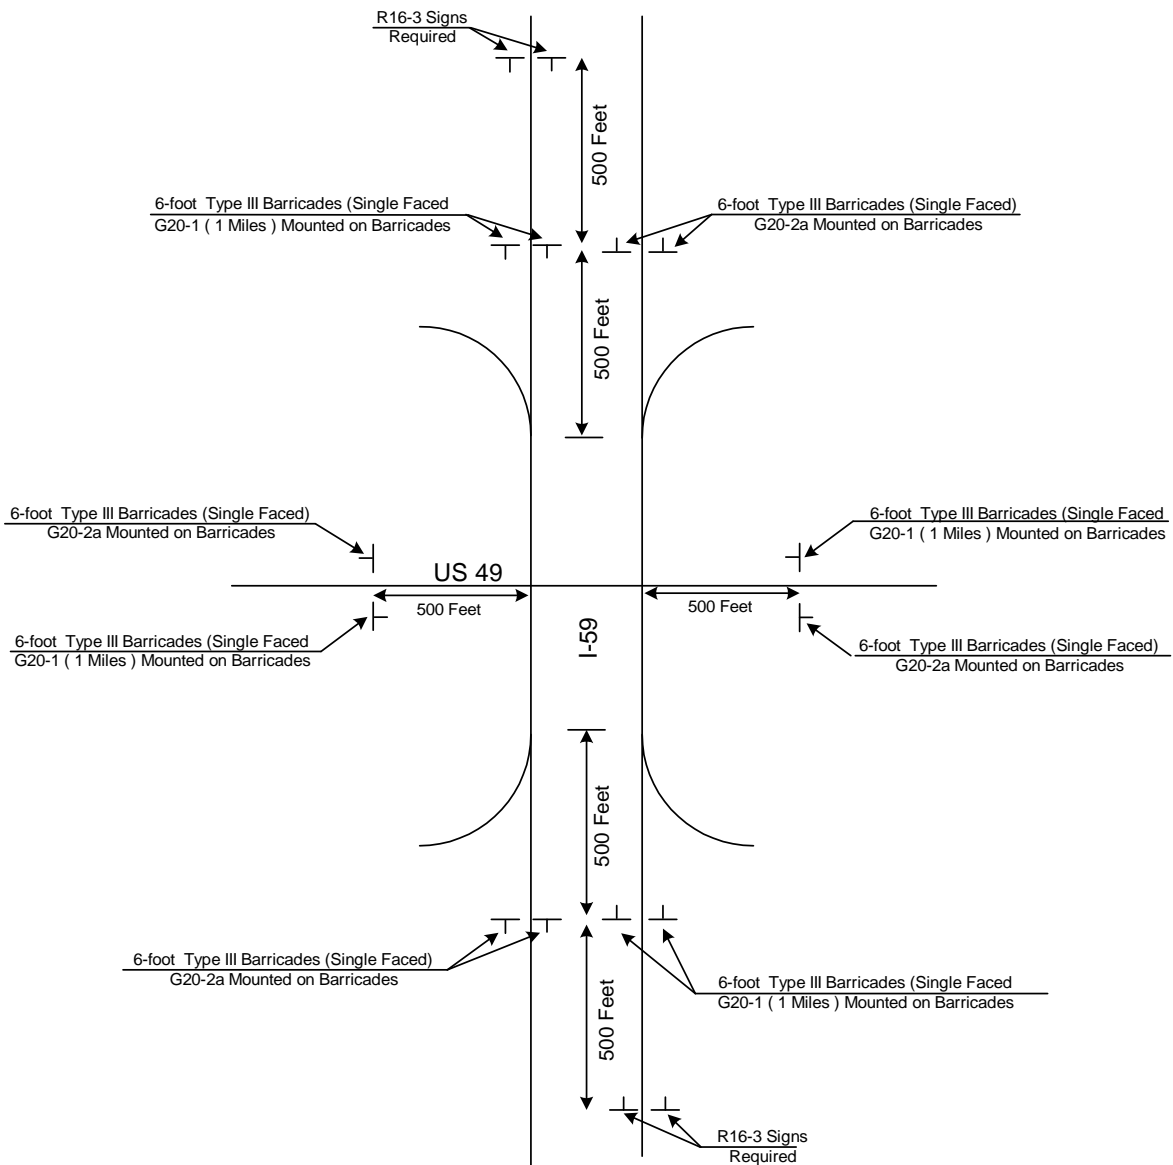 R16-3 Signs
Required
500 Feet
6-foot Type III Barricades (Single Faced
G20-1 ( 1 Miles ) Mounted on Barricades
6-foot Type III Barricades (Single Faced)
G20-2a Mounted on Barricades
500 Feet
6-foot Type III Barricades (Single Faced)
G20-2a Mounted on Barricades
6-foot Type III Barricades (Single Faced
G20-1 ( 1 Miles ) Mounted on Barricades
US 49
500 Feet
500 Feet
I-59
6-foot Type III Barricades (Single Faced
G20-1 ( 1 Miles ) Mounted on Barricades
6-foot Type III Barricades (Single Faced)
G20-2a Mounted on Barricades
500 Feet
6-foot Type III Barricades (Single Faced)
G20-2a Mounted on Barricades
6-foot Type III Barricades (Single Faced
G20-1 ( 1 Miles ) Mounted on Barricades
500 Feet
R16-3 Signs
Required